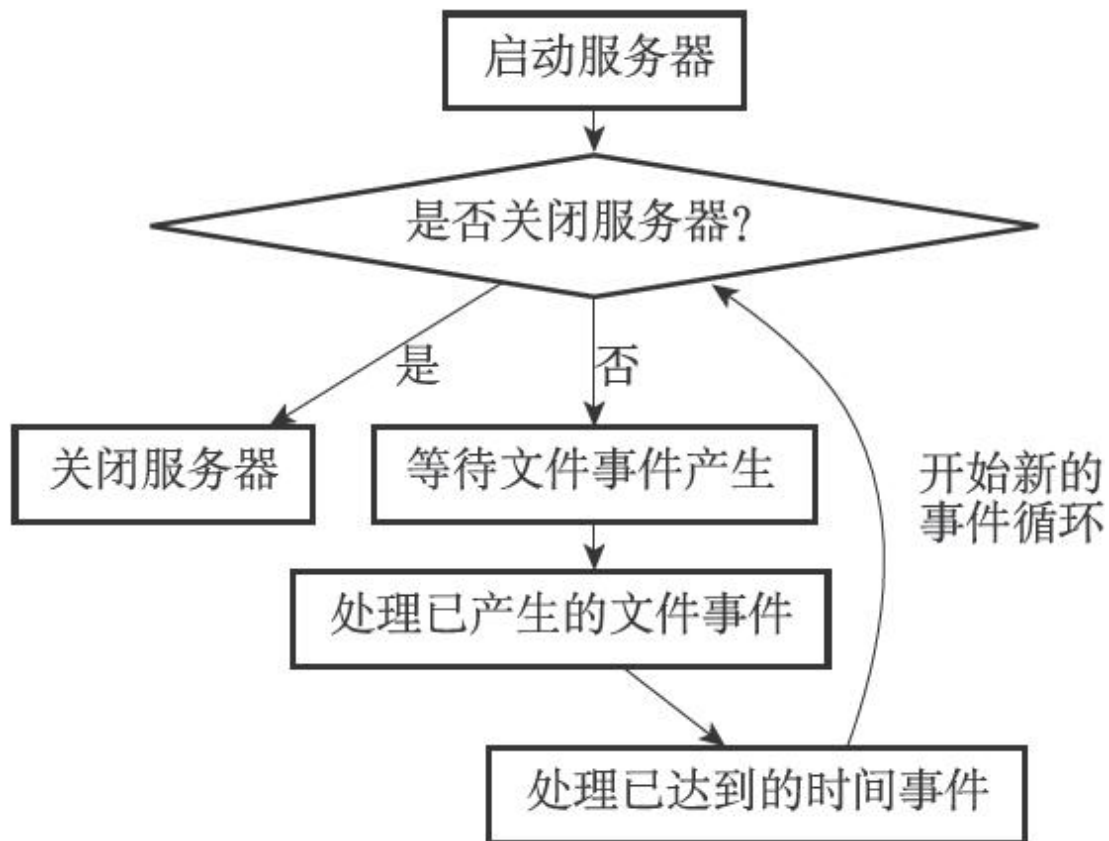 启动服务器
是否关闭服务器?
是
否
关闭服务器
等待文件事件产生
开始新的
事件循环
处理已产生的文件事件
处理已达到的时间事件